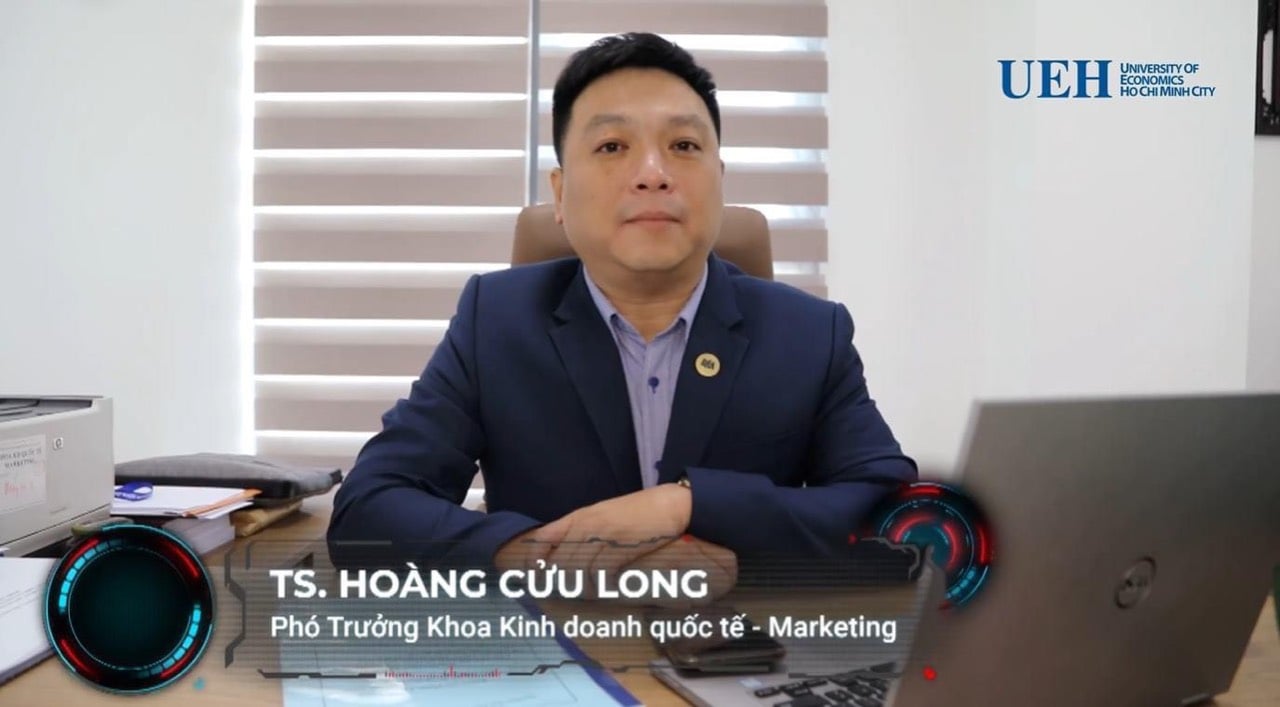 UEH UNIVERSITY OF
ECONOMICS
HO CHI MINH CITY
MARKETING
TS. HOÀNG CỬU LONG
Phó Trưởng Khoa Kinh doanh quốc tế - Marketing